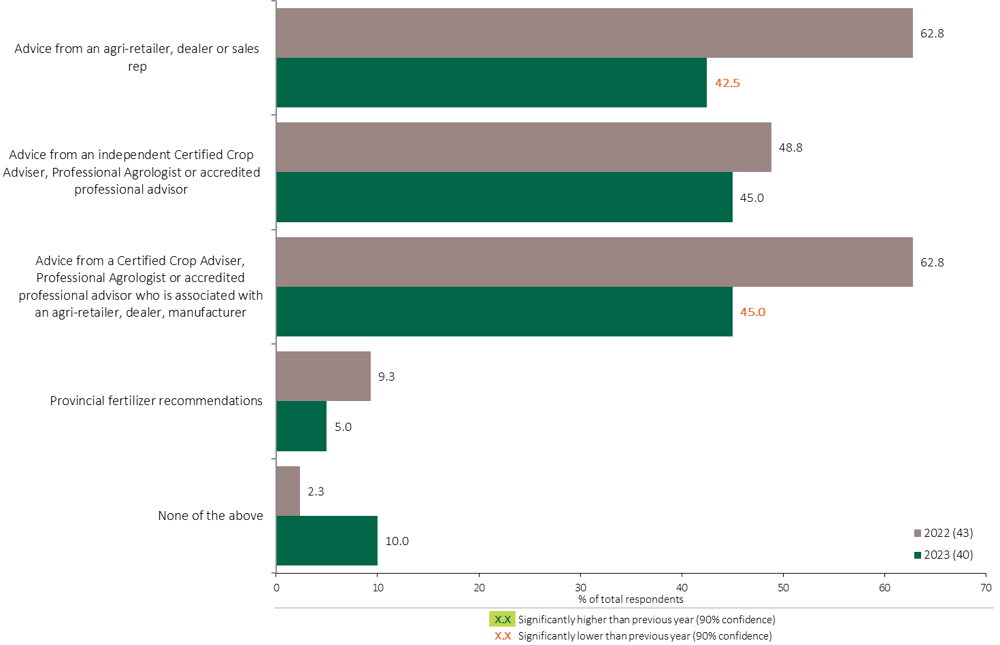 Advice from an agri-retailer, dealer or sales
rep
62.8
42.5
Advice from an independent Certified Crop
Adviser, Professional Agrologist or accredited
professional advisor
48.8
45.0
Advice from a Certified Crop Adviser,
Professional Agrologist or accredited
professional advisor who is associated with
an agri-retailer, dealer, manufacturer
62.8
45.0
Provincial fertilizer recommendations
9.3
5.0
None of the above
2.3
10.0
2022 (43)
2023 (40)
0 10 20 30 40 50 60 70
% of total respondents
X.X Significantly higher than previous year (90% confidence)
X.X Significantly lower than previous year (90% confidence)